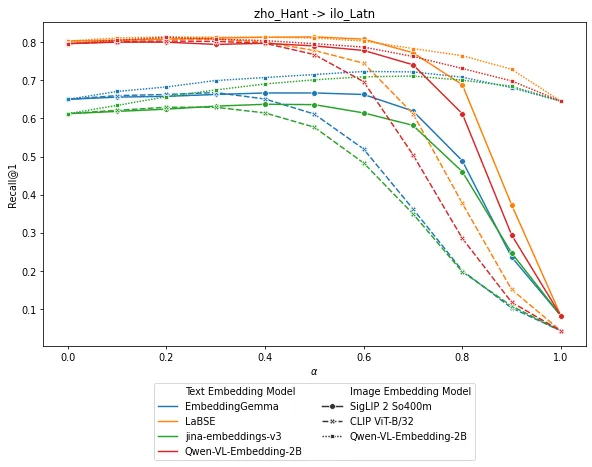 zho_Hant -> ilo_Latn
Recall@1
0.8
0.7
0.6
0.5
0.4
0.3
0.2
0.1
0.0
0.2
0.4
0.6
0.8
1.0
α
Text Embedding Model
EmbeddingGemma
LaBSE
jina-embeddings-v3
Qwen-VL-Embedding-2B
Image Embedding Model
SigLIP 2 So400m
CLIP ViT-B/32
Qwen-VL-Embedding-2B